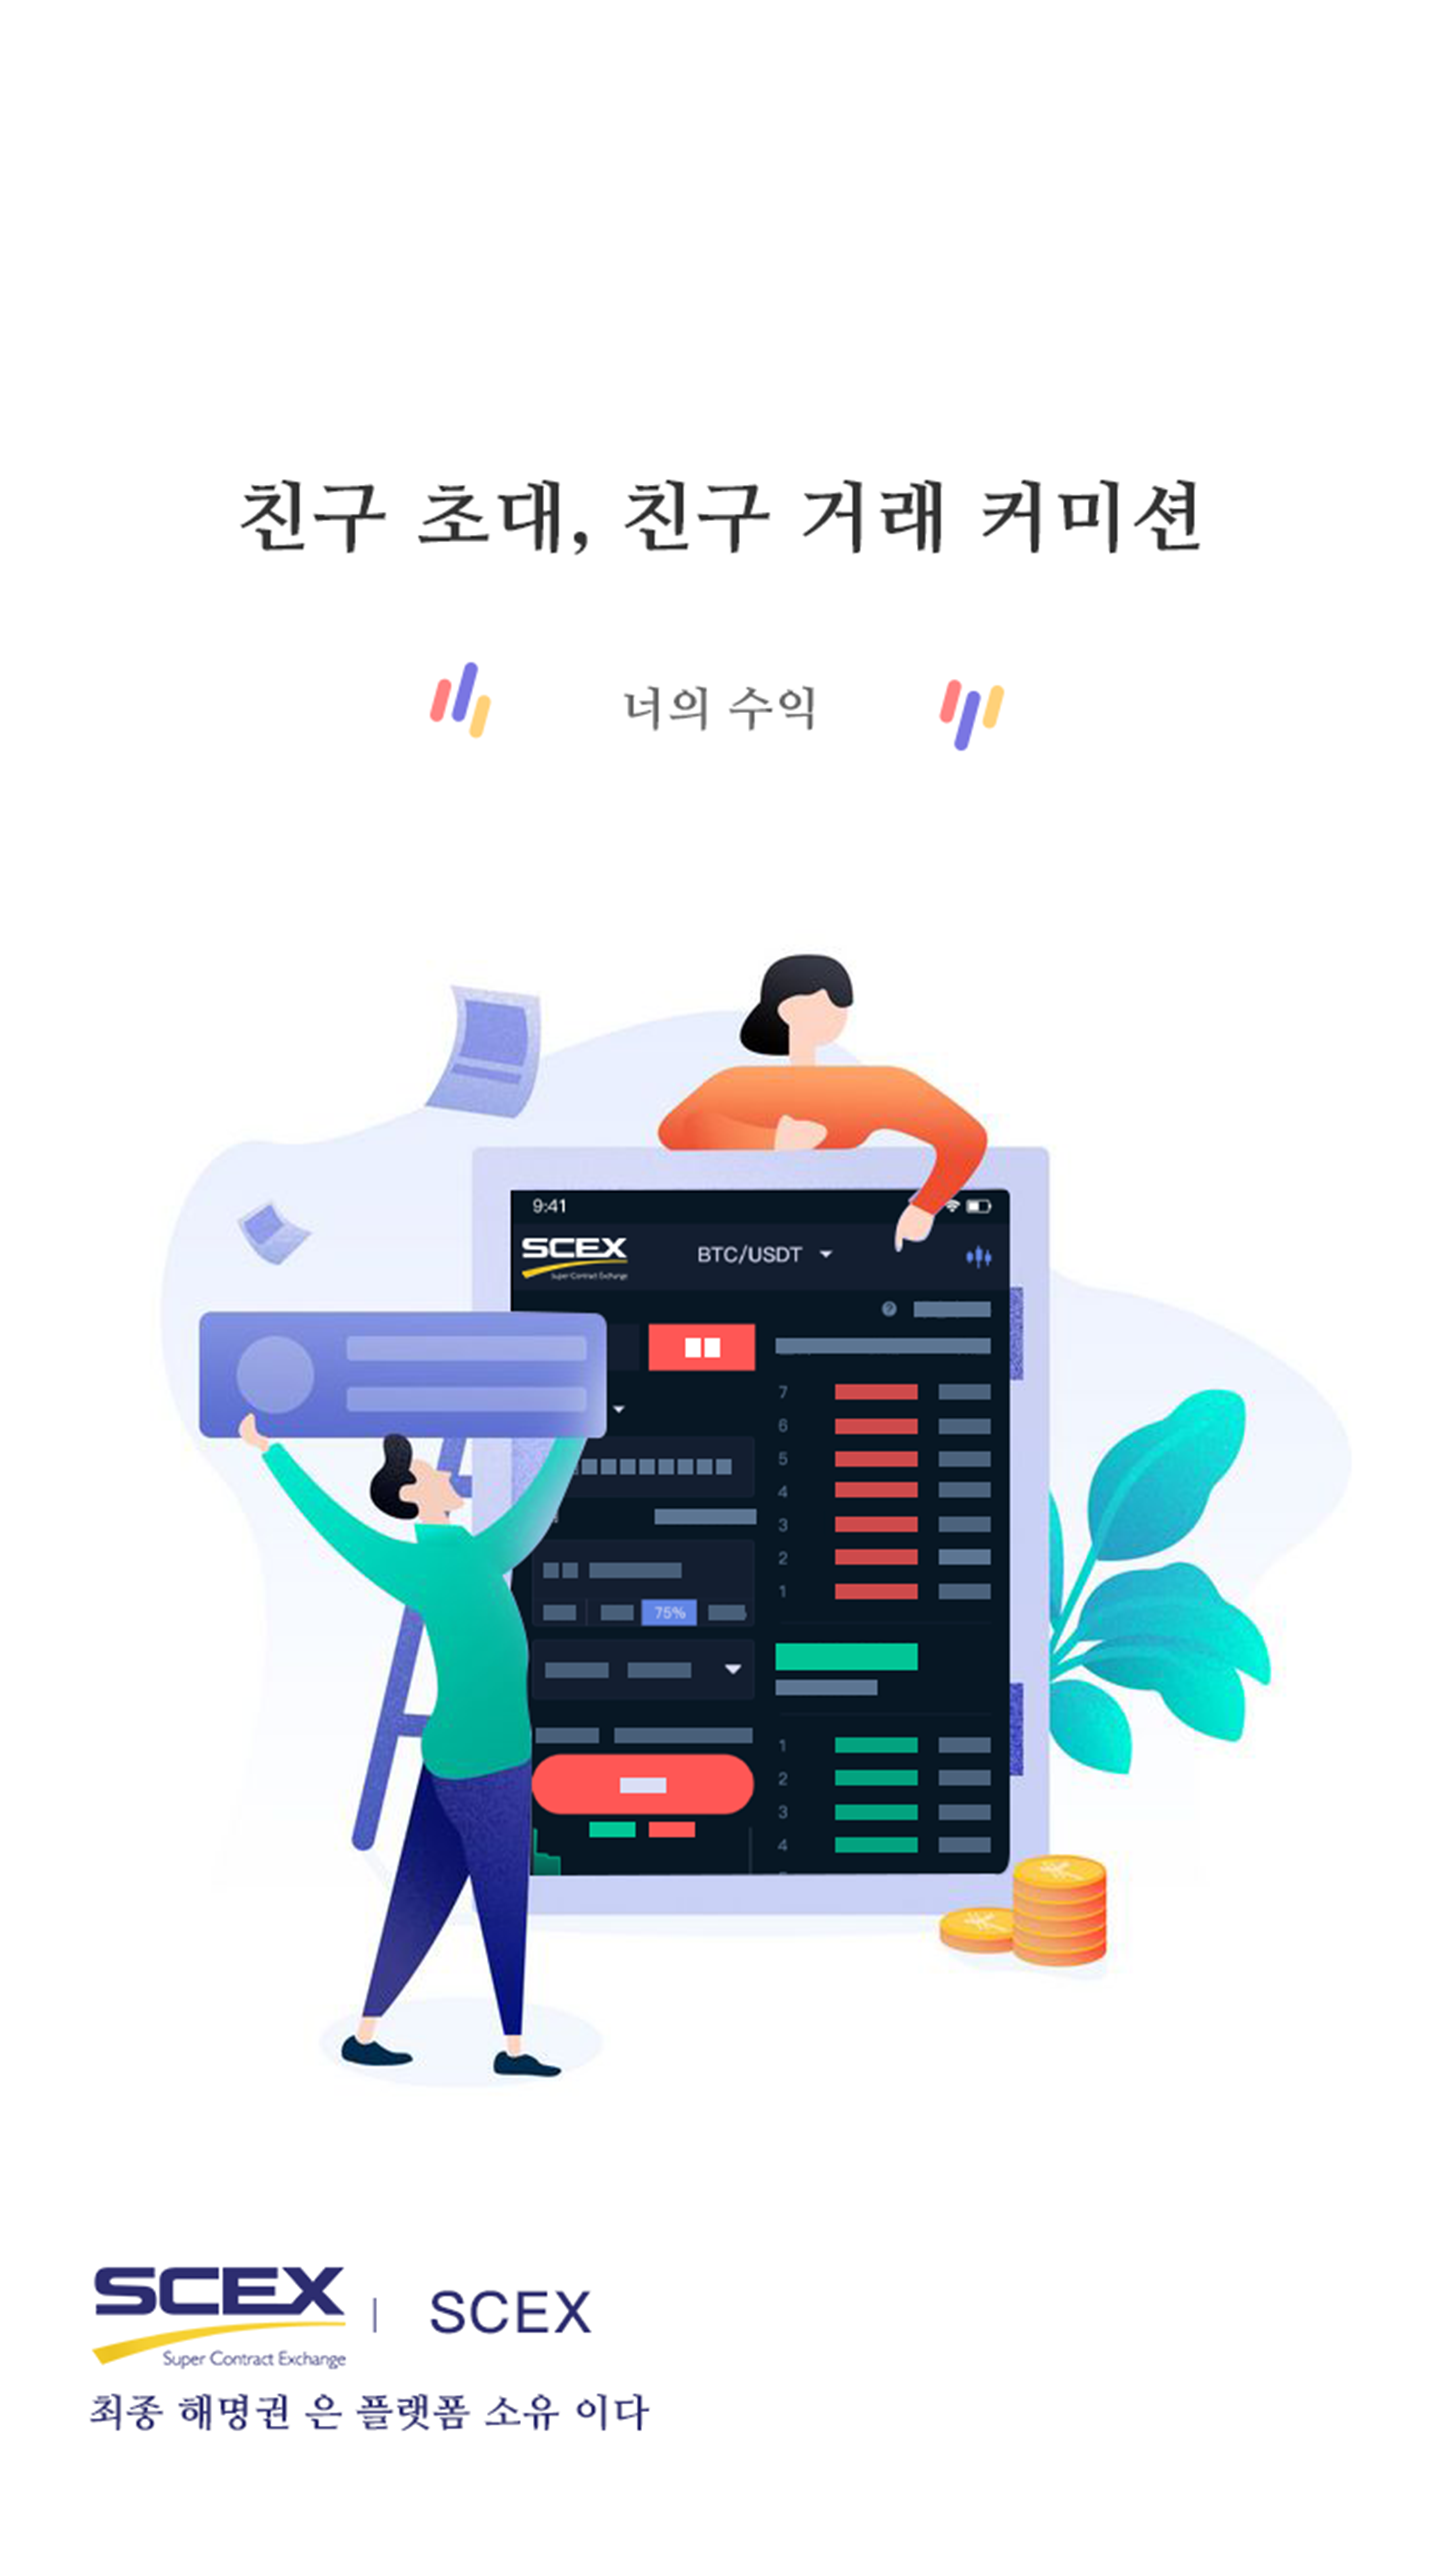 친구 초대, 친구 거래 커미션
너의 수익
9:41
SCEX
BTC/USDT
Super Contract Exchange
7
6
5
4
3
2
1
75%
1
2
3
4
SCEX | SCEX
Super Contract Exchange
최종 해명권 은 플랫폼 소유 이다